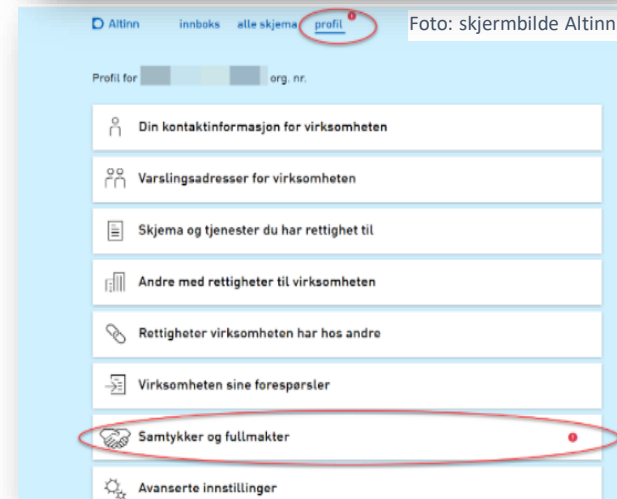 Altinn innboks alle skjema profil
Foto: skjermbilde Altinn
Profil for org. nr.
Din kontaktinformasjon for virksomheten
Varslingsadresser for virksomheten
Skjema og tjenester du har rettighet til
Andre med rettigheter til virksomheten
Rettigheter virksomheten har hos andre
Virksomheten sine forespørsler
Samtykker og fullmakter
Avanserte innstillinger